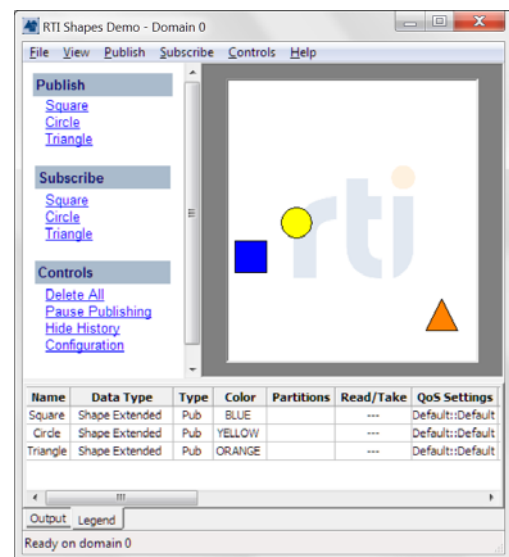 RTI Shapes Demo - Domain 0
File View Publish Subscribe Controls Help
Publish
Square
Circle
Triangle
Subscribe
Square
Circle
Triangle
Controls
Delete All
Pause Publishing
Hide History
Configuration
rti
Name Data Type Type Color Partitions Read/Take QoS Settings
Square Shape Extended Pub BLUE --- Default::Default
Circle Shape Extended Pub YELLOW --- Default::Default
Triangle Shape Extended Pub ORANGE --- Default::Default
Output Legend
Ready on domain 0